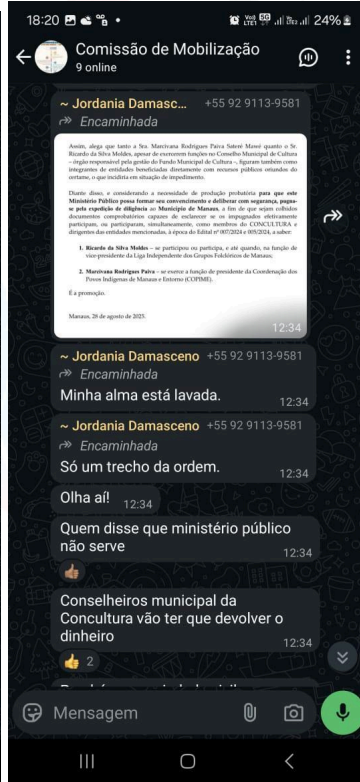 18:20
24%
Comissão de Mobilização
9 online
~ Jordania Damasc... +55 92 9113-9581
Encaminhada
Assim, alega que tanto a Sra. Marcivana Rodrigues Paiva Sateré Mawé quanto o Sr.
Ricardo da Silva Moldes, apesar de exercerem funções no Conselho Municipal de Cultura
– órgão responsável pela gestão do Fundo Municipal de Cultura –, figuram também como
integrantes de entidades beneficiadas diretamente com recursos públicos oriundos do
certame, o que incidiria em situação de impedimento.
Diante disso, e considerando a necessidade de produção probatória para que este
Ministério Público possa formar seu convencimento e deliberar com segurança, pugna-
se pela expedição de diligência ao Município de Manaus, a fim de que sejam colhidos
documentos comprobatórios capazes de esclarecer se os impugnados efetivamente
participam, ou participaram, simultaneamente, como membros do CONCULTURA e
dirigentes das entidades mencionadas, à época do Edital nº 007/2024 e 005/2024, a saber:
1. Ricardo da Silva Moldes – se participou ou participa, e até quando, na função de
vice-presidente da Liga Independente dos Grupos Folclóricos de Manaus;
2. Marcivana Rodrigues Paiva – se exerce a função de presidente da Coordenação dos
Povos Indígenas de Manaus e Entorno (COPIME).
É a promoção.
Manaus, 28 de agosto de 2025.
12:34
~ Jordania Damasceno +55 92 9113-9581
Encaminhada
Minha alma está lavada.
12:34
~ Jordania Damasceno +55 92 9113-9581
Encaminhada
Só um trecho da ordem.
12:34
Olha aí! 12:34
Quem disse que ministério público
não serve
12:34
Conselheiros municipal da
Concultura vão ter que devolver o
dinheiro
12:34
2
Mensagem